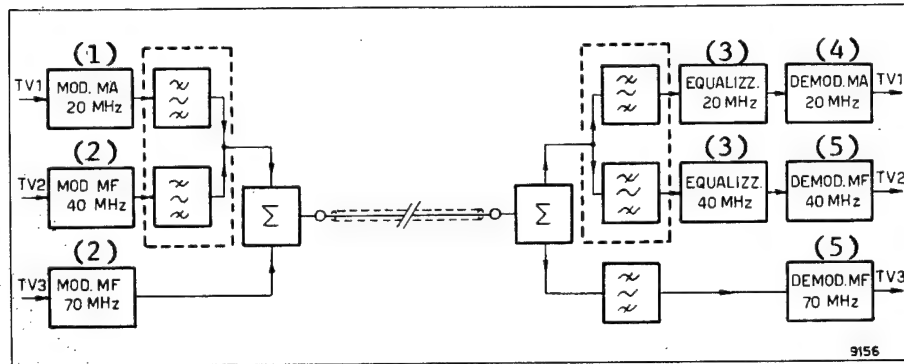 (1)
(3)
(4)
TV1
MOD. MA
20 MHz
EQUALIZZ.
20 MHz
DEMOD. MA
20 MHz
TV1
(2)
(3)
(5)
TV2
MOD MF
40 MHz
EQUALIZZ.
40 MHz
DEMOD. MF
40 MHz
TV2
Σ
Σ
(2)
(5)
TV3
MOD. MF
70 MHz
DEMOD. MF
70 MHz
TV3
9156